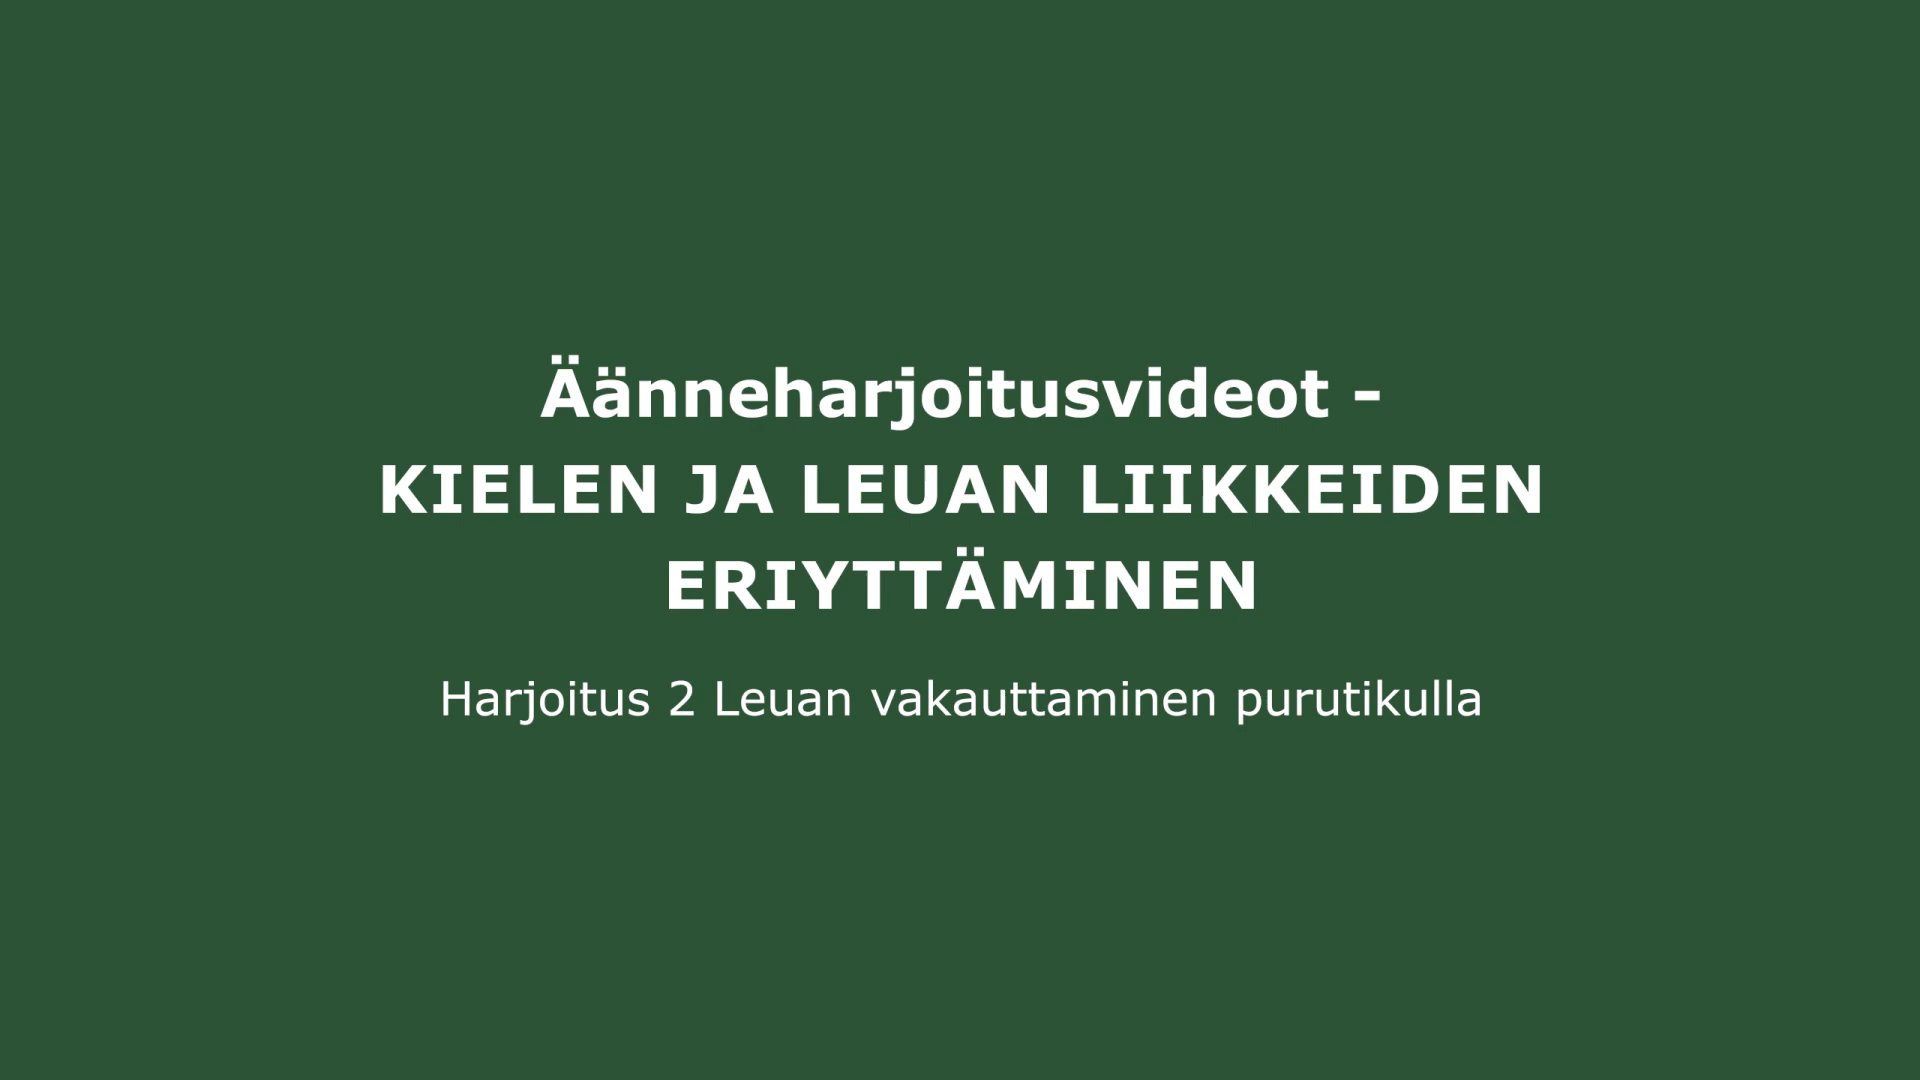 Äänneharjoitusvideot -
KIELEN JA LEUAN LIIKKEIDEN
ERIYTTÄMINEN
Harjoitus 2 Leuan vakauttaminen purutikulla